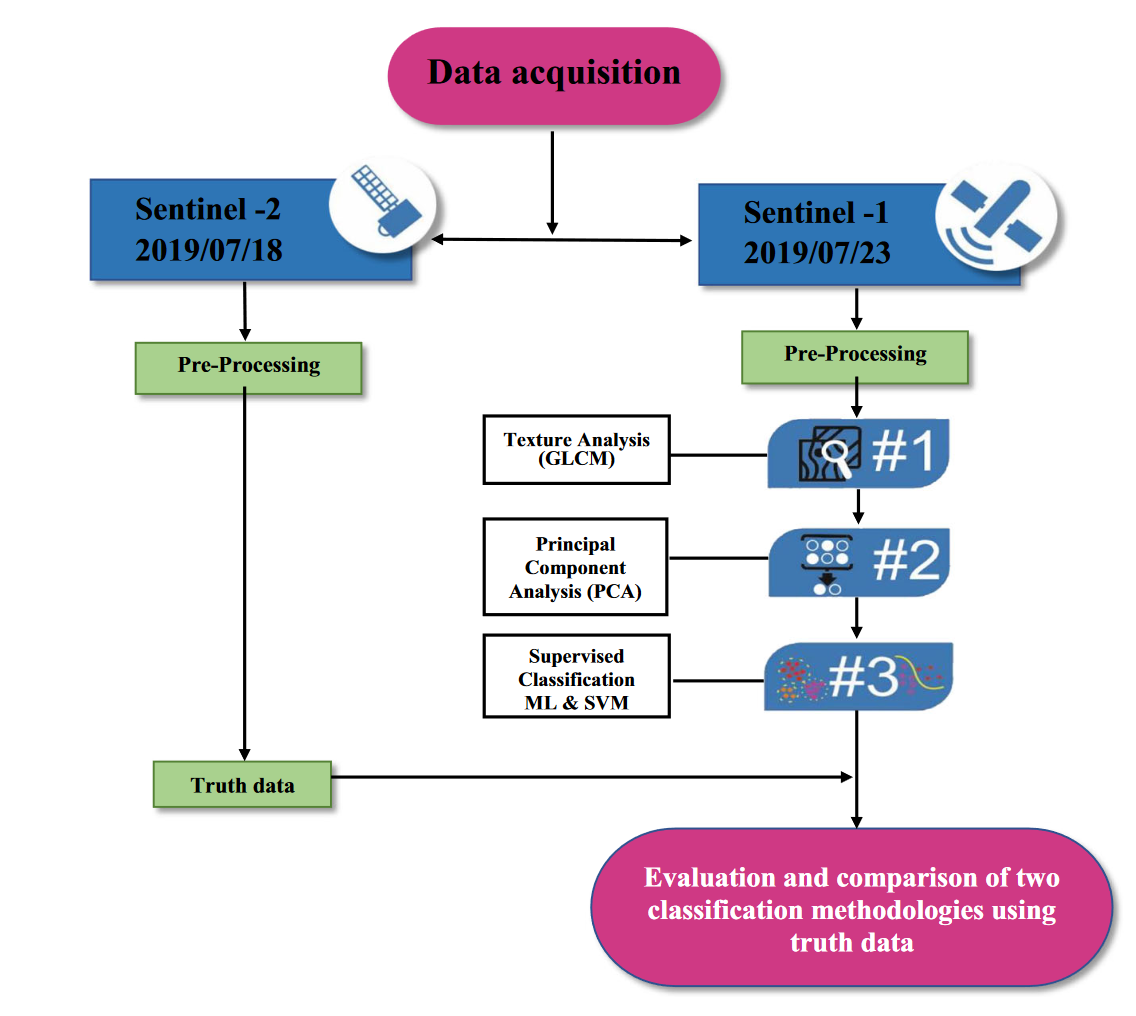 Data acquisition
Sentinel -2
2019/07/18
Sentinel -1
2019/07/23
Pre-Processing
Pre-Processing
Texture Analysis
(GLCM)
#1
Principal
Component
Analysis (PCA)
#2
Supervised
Classification
ML & SVM
#3
Truth data
Evaluation and comparison of two
classification methodologies using
truth data